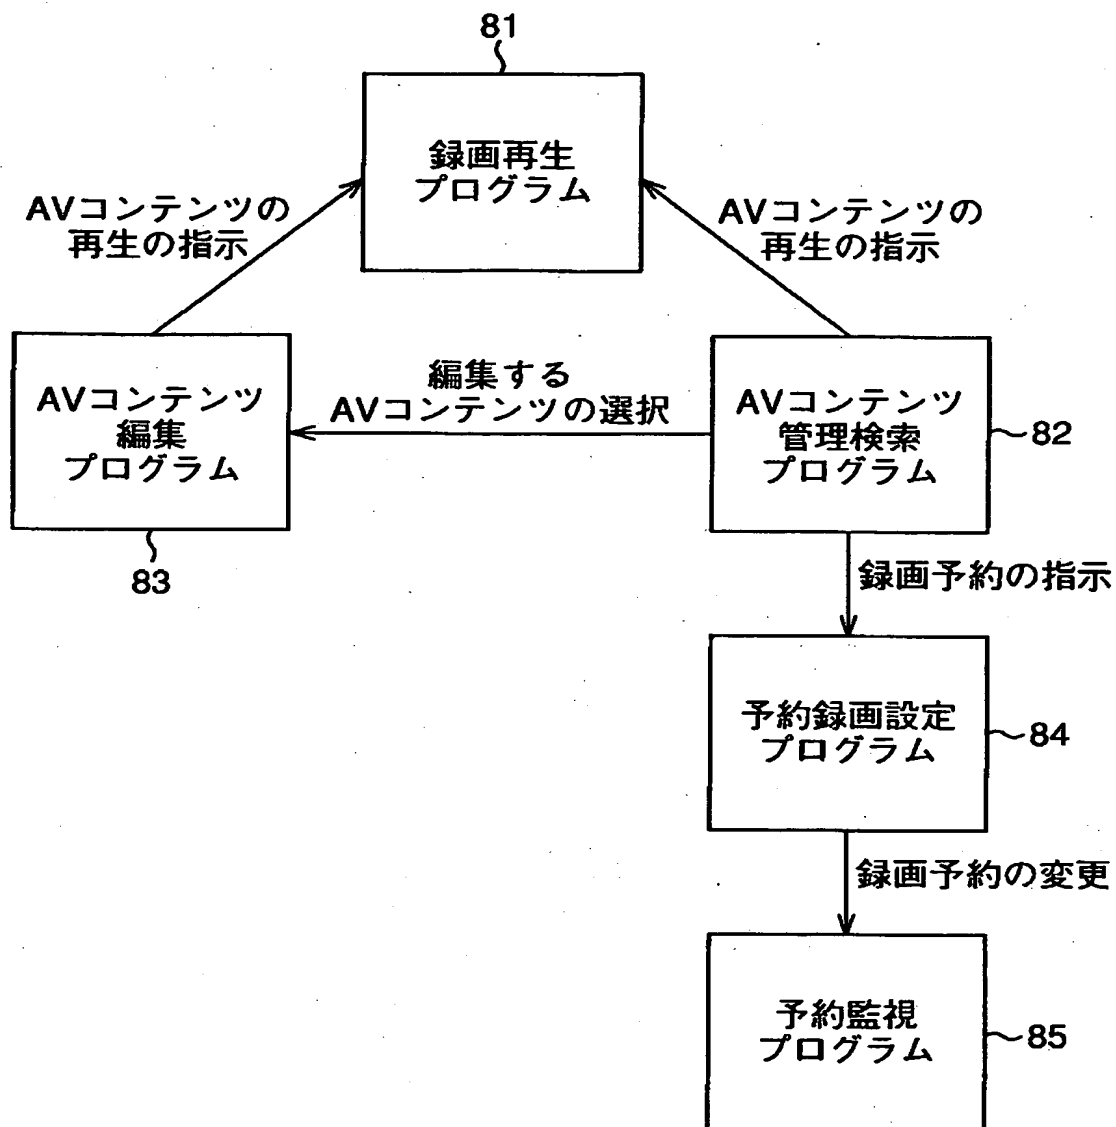 81
録画再生
プログラム
AVコンテンツの
再生の指示
AVコンテンツの
再生の指示
AVコンテンツ
編集
プログラム
83
編集する
AVコンテンツの選択
AVコンテンツ
管理検索
プログラム
82
録画予約の指示
予約録画設定
プログラム
84
録画予約の変更
予約監視
プログラム
85